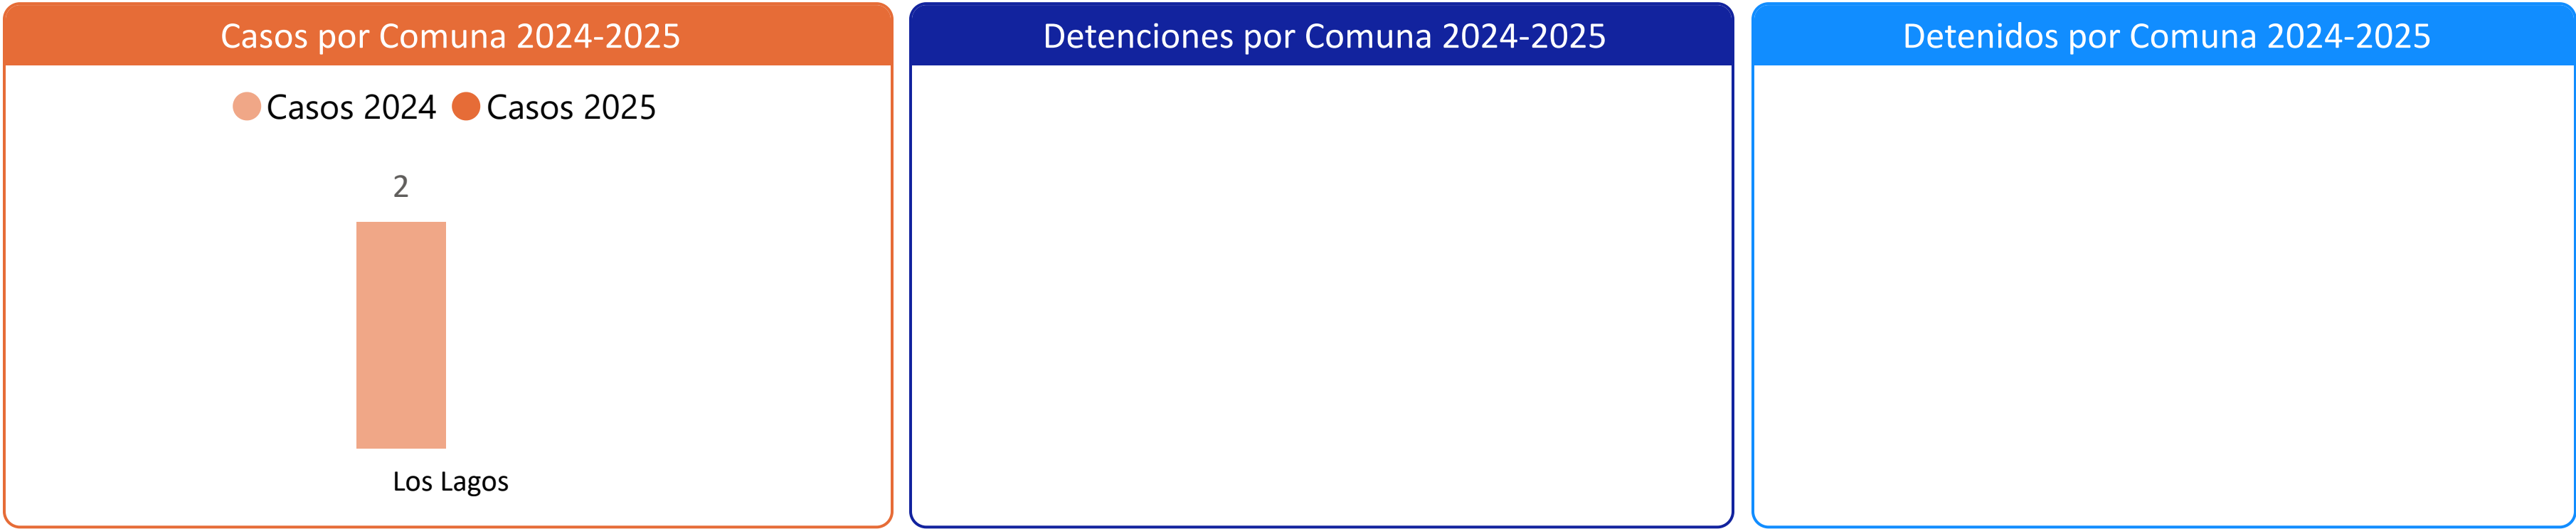 Casos por Comuna 2024-2025
Casos 2024 Casos 2025
2
Los Lagos
Detenciones por Comuna 2024-2025
Detenidos por Comuna 2024-2025